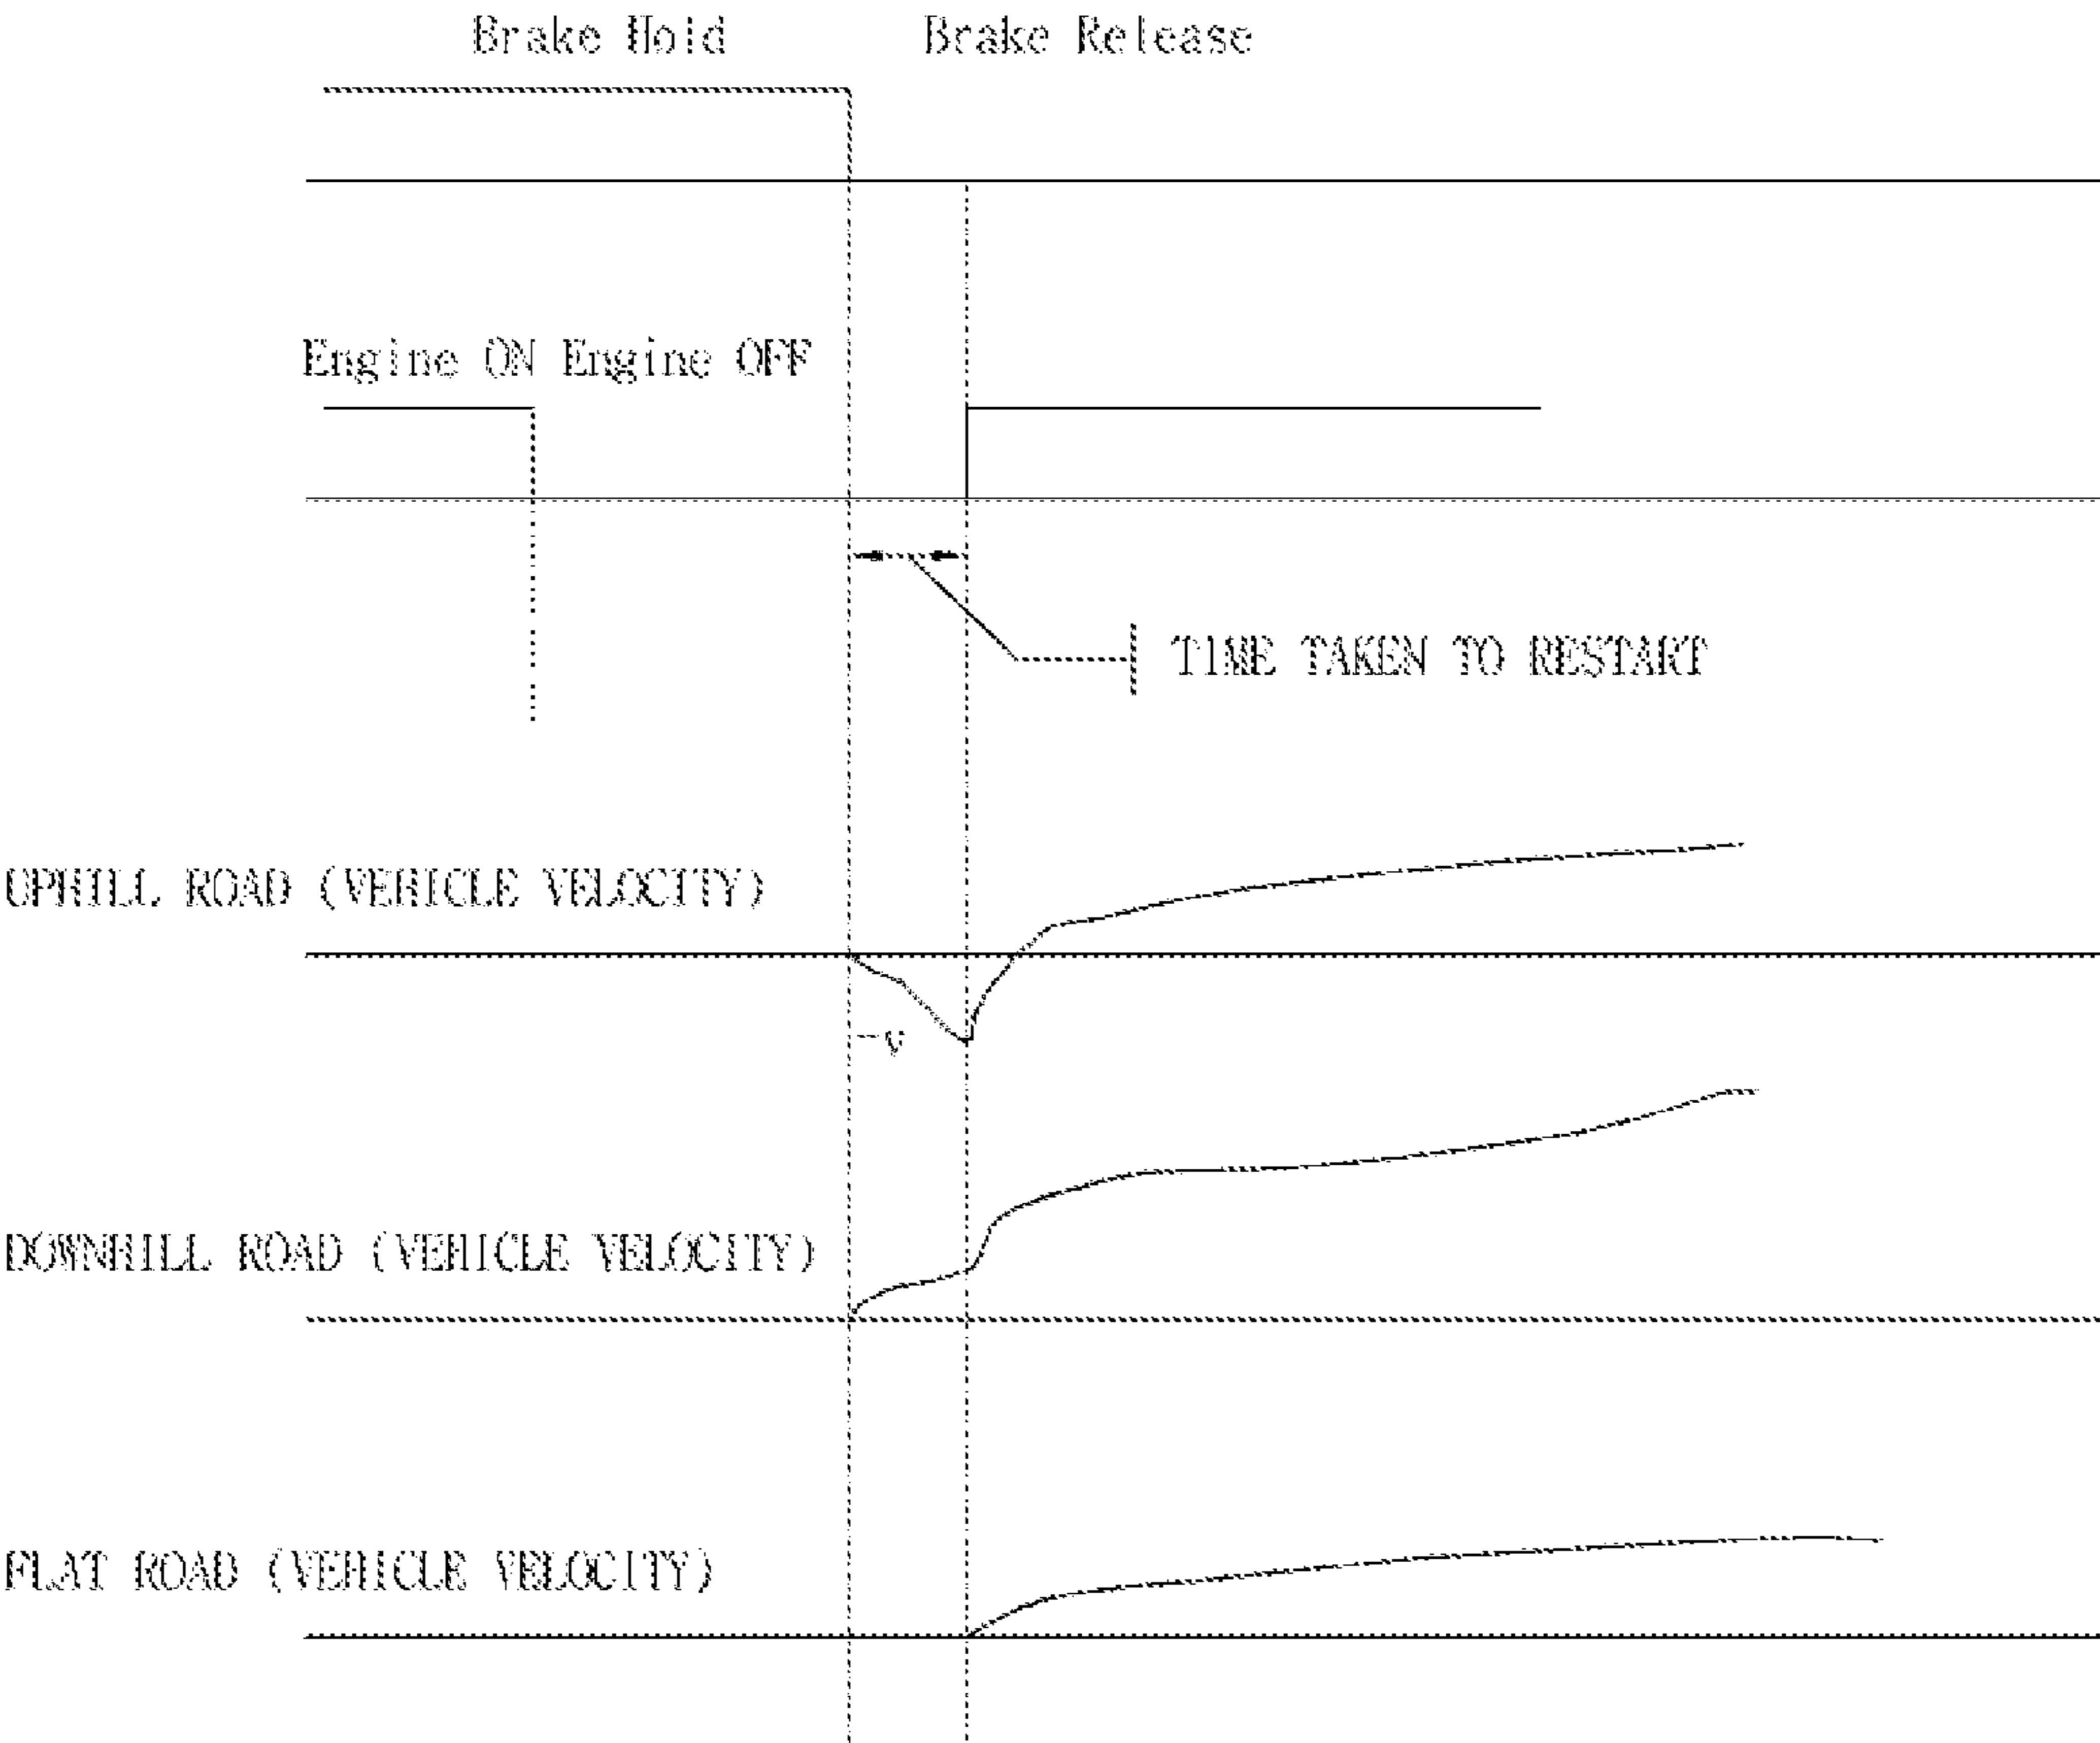 Brake Hold Brake Release
Engine ON Engine OFF
TIME TAKEN TO RESTART
UPHILL ROAD (VEHICLE VELOCITY)
-v
DOWNHILL ROAD (VEHICLE VELOCITY)
FLAT ROAD (VEHICLE VELOCITY)